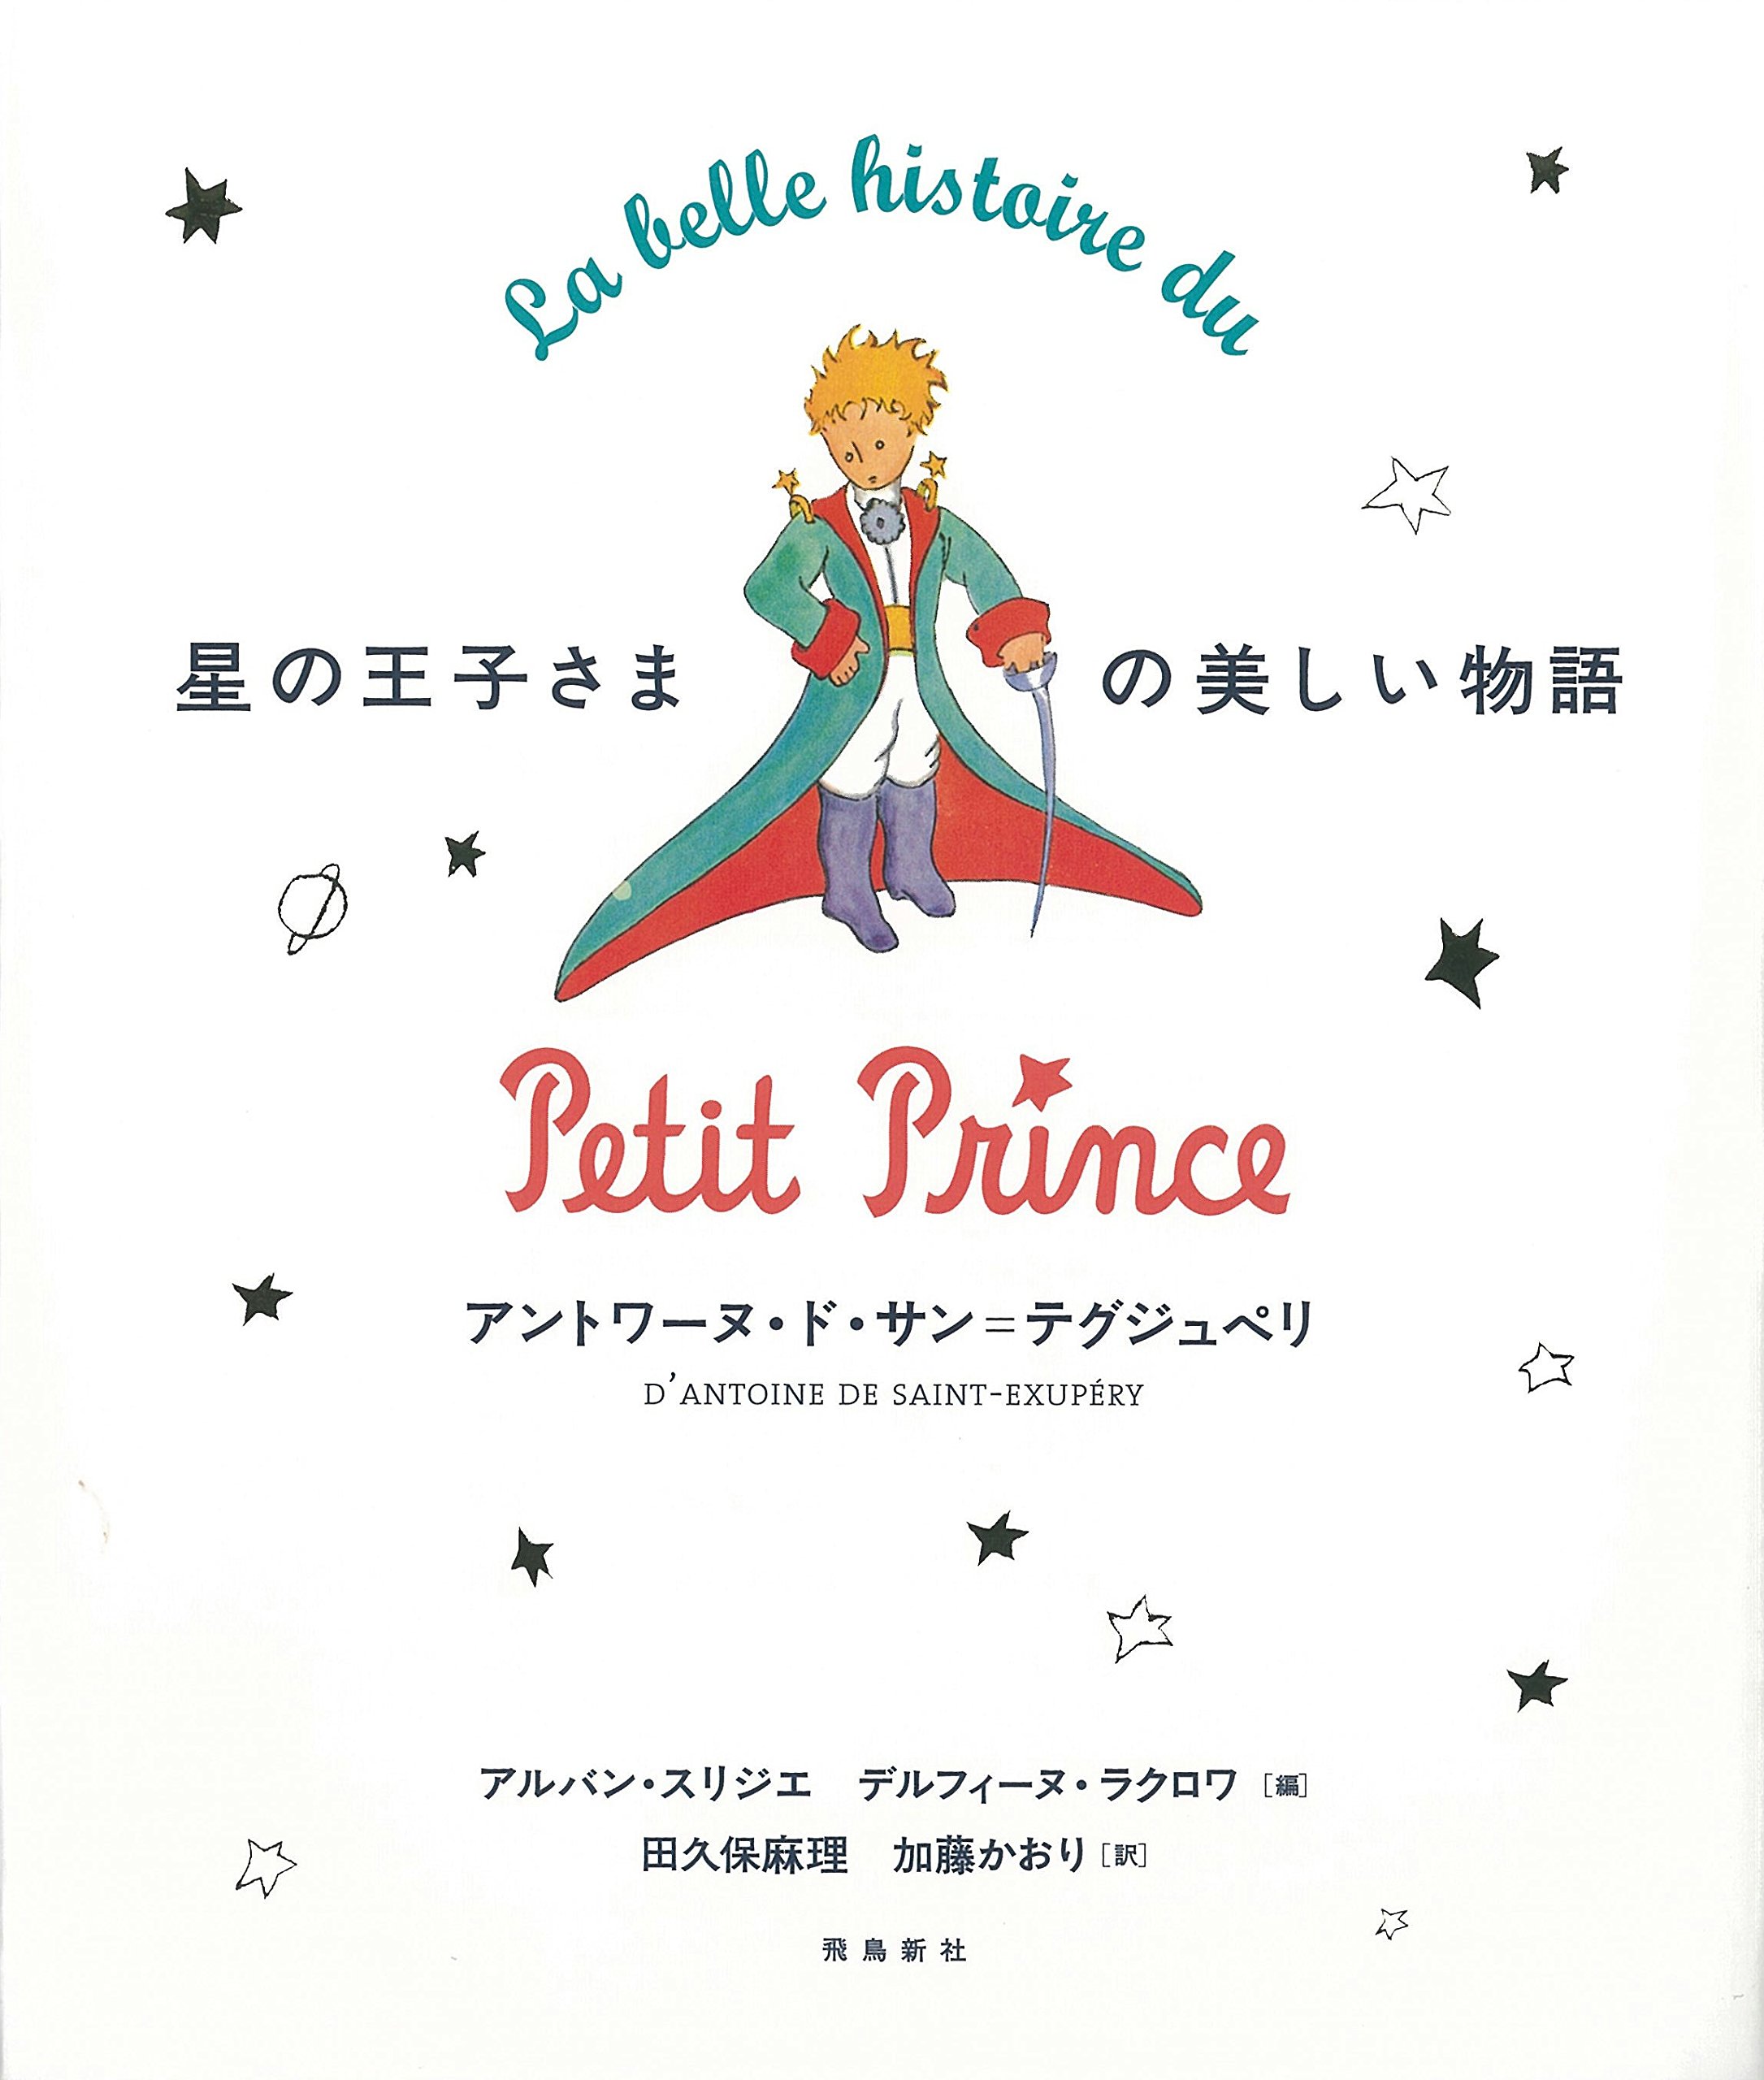 La belle histoire du
星の王子さまの美しい物語
Petit Prince
アントワーヌ・ド・サン＝テグジュペリ
D'ANTOINE DE SAINT-EXUPÉRY
アルバン・スリジエ　デルフィーヌ・ラクロワ［編］
田久保麻理　加藤かおり［訳］
飛鳥新社